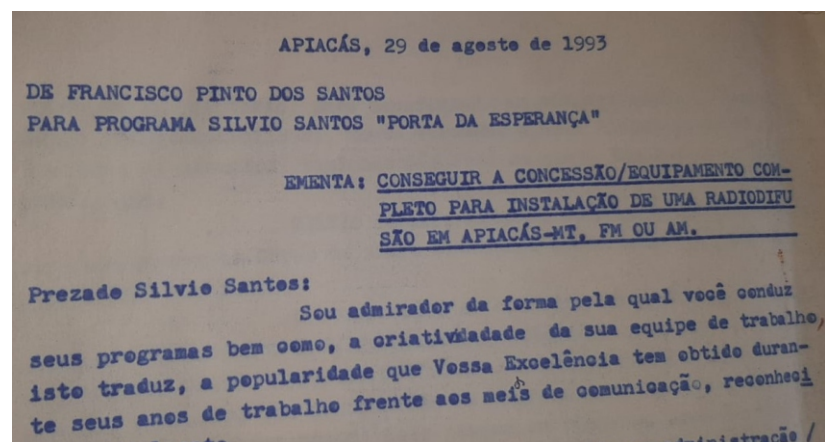 APIACÁS, 29 de agosto de 1993
DE FRANCISCO PINTO DOS SANTOS
PARA PROGRAMA SILVIO SANTOS "PORTA DA ESPERANÇA"
EMENTA: CONSEGUIR A CONCESSÃO/EQUIPAMENTO COM-
PLETO PARA INSTALAÇÃO DE UMA RADIODIFU
SÃO EM APIACÁS-MT, FM OU AM.
Prezado Silvio Santos:
Sou admirador da forma pela qual você conduz
seus programas bem como, a criatividadade da sua equipe de trabalho,
isto traduz, a popularidade que Vossa Excelência tem obtido duran-
te seus anos de trabalho frente aos meis de comunicação, reconheci